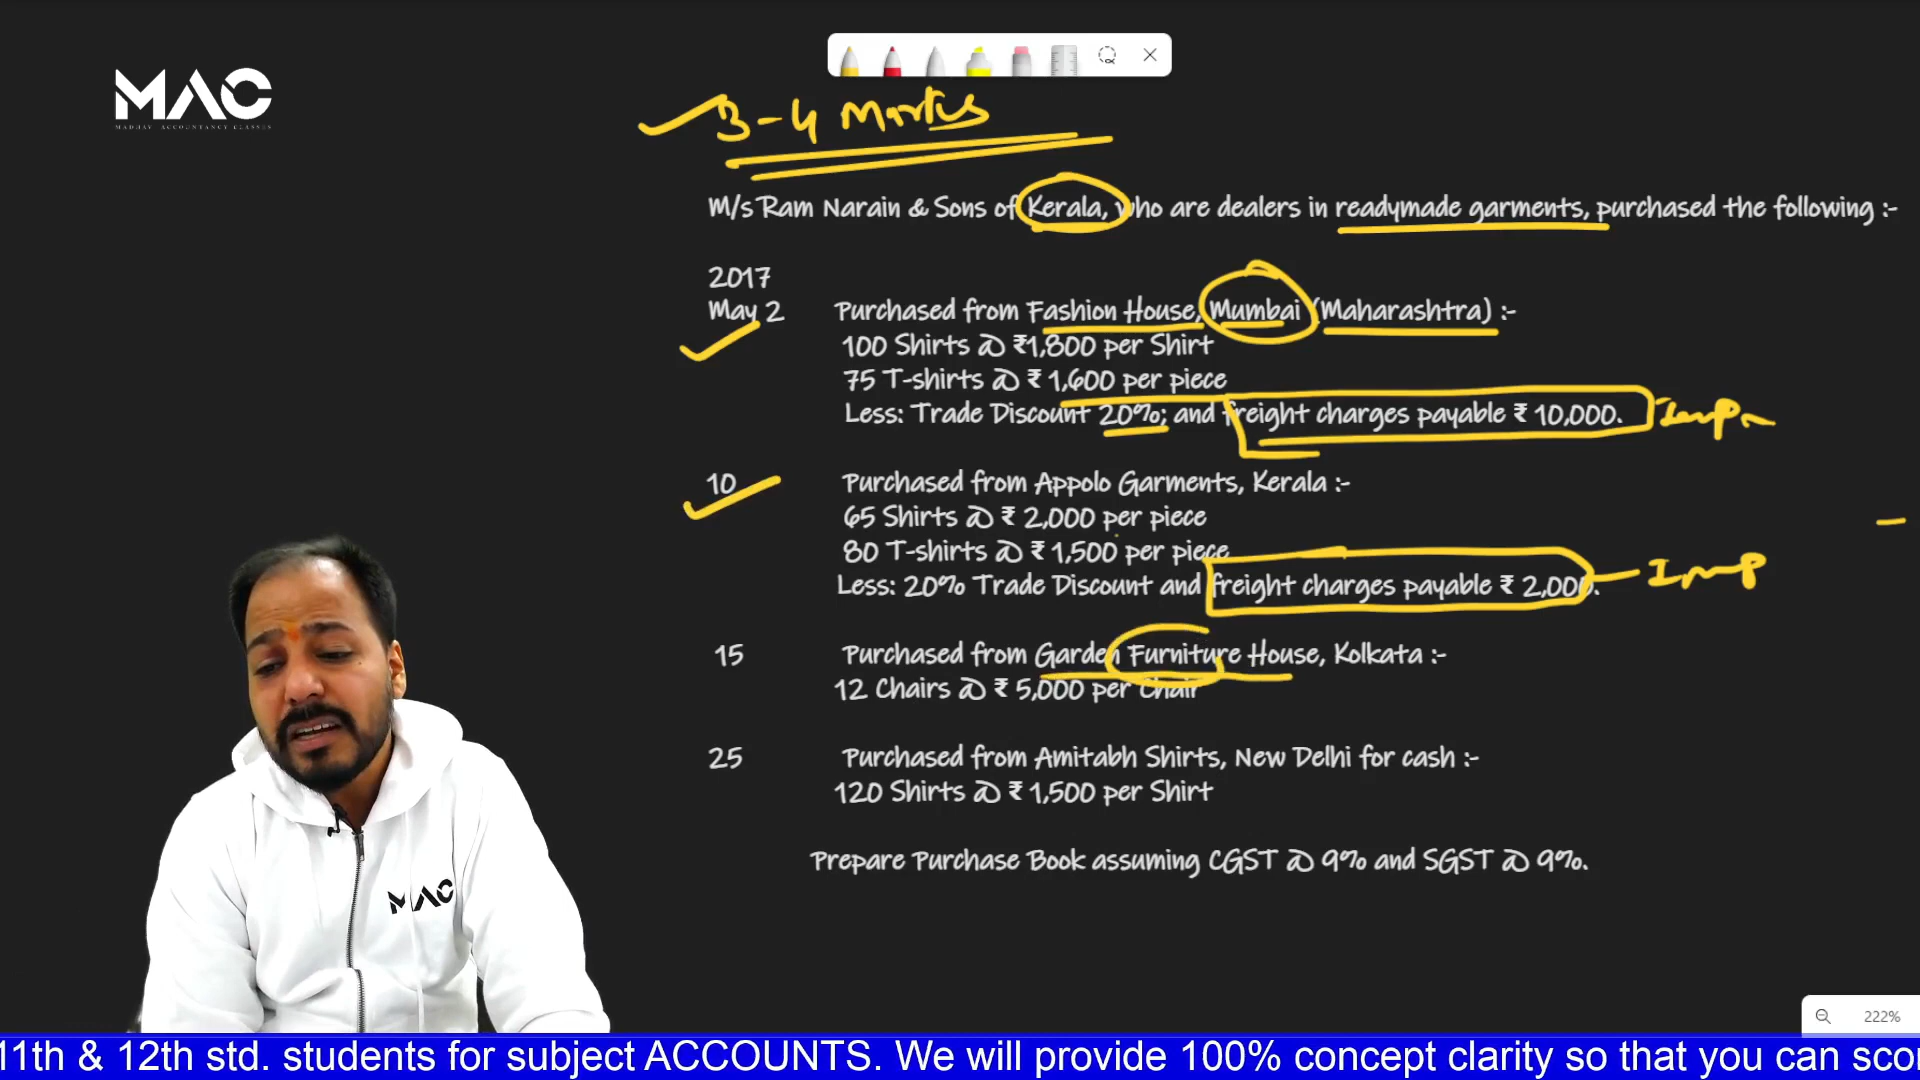 MAC
MADHAV ACCOUNTANCY CLASSES
3-4 Marks
M/s Ram Narain & Sons of Kerala, who are dealers in readymade garments, purchased the following :-
2017
May 2 Purchased from Fashion House, Mumbai (Maharashtra) :-
100 Shirts @ ₹1,800 per Shirt
75 T-shirts @ ₹ 1,600 per piece
Less: Trade Discount 20%; and freight charges payable ₹ 10,000. Imp
10 Purchased from Appolo Garments, Kerala :-
65 Shirts @ ₹ 2,000 per piece
80 T-shirts @ ₹ 1,500 per piece
Less: 20% Trade Discount and freight charges payable ₹ 2,000. Imp
15 Purchased from Garden Furniture House, Kolkata :-
12 Chairs @ ₹ 5,000 per Chair
25 Purchased from Amitabh Shirts, New Delhi for cash :-
120 Shirts @ ₹ 1,500 per Shirt
Prepare Purchase Book assuming CGST @ 9% and SGST @ 9%.
MAC
222%
11th & 12th std. students for subject ACCOUNTS. We will provide 100% concept clarity so that you can sco